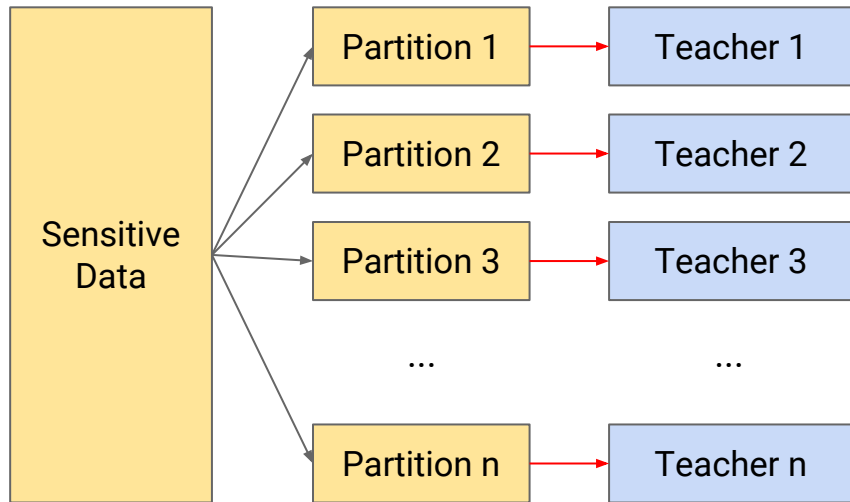 Sensitive
Data
Partition 1
Teacher 1
Partition 2
Teacher 2
Partition 3
Teacher 3
...
...
Partition n
Teacher n